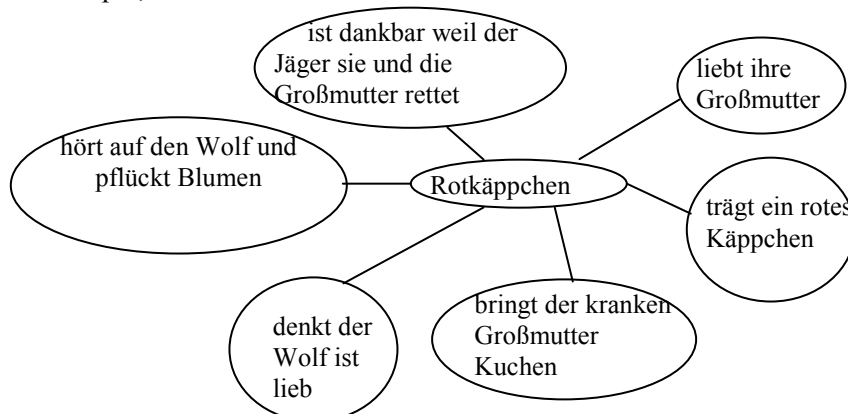 ist dankbar weil der
Jäger sie und die
Großmutter rettet
liebt ihre
Großmutter
hört auf den Wolf und
pflückt Blumen
Rotkäppchen
trägt ein rotes
Käppchen
denkt der
Wolf ist
lieb
bringt der kranken
Großmutter
Kuchen